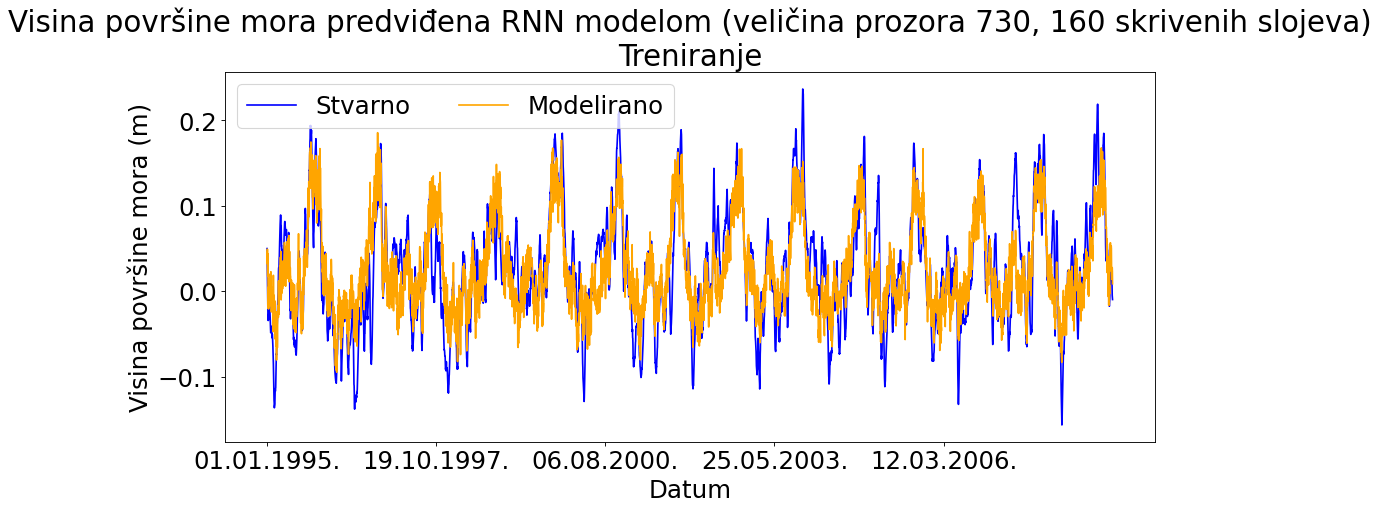 Visina površine mora predviđena RNN modelom (veličina prozora 730, 160 skrivenih slojeva)
Treniranje
Stvarno Modelirano
Visina površine mora (m)
0.2
0.1
0.0
−0.1
01.01.1995. 19.10.1997. 06.08.2000. 25.05.2003. 12.03.2006.
Datum